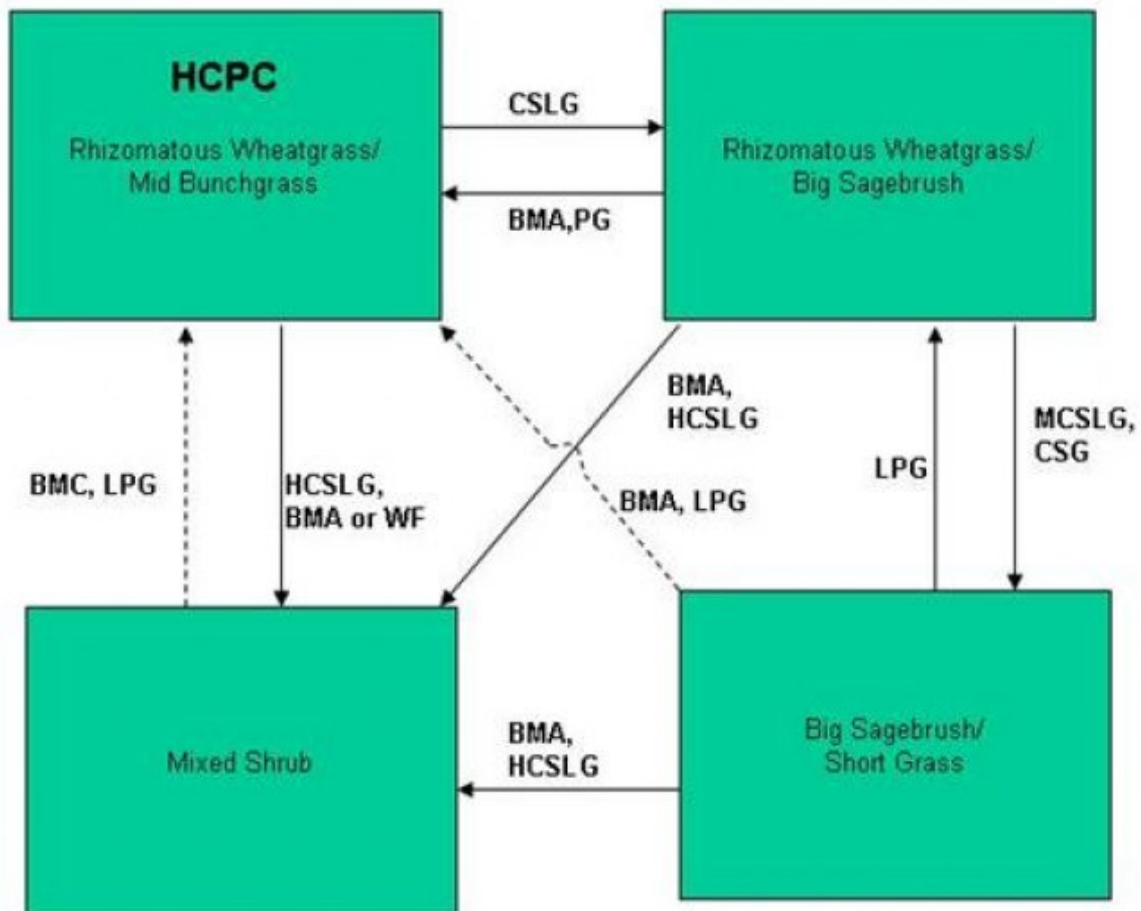 HCPC
Rhizomatous Wheatgrass/
Mid Bunchgrass
CSLG
BMA,PG
Rhizomatous Wheatgrass/
Big Sagebrush
BMC, LPG
HCSLG,
BMA or WF
BMA,
HCSLG
BMA, LPG
LPG
MCSLG,
CSG
Mixed Shrub
BMA,
HCSLG
Big Sagebrush/
Short Grass